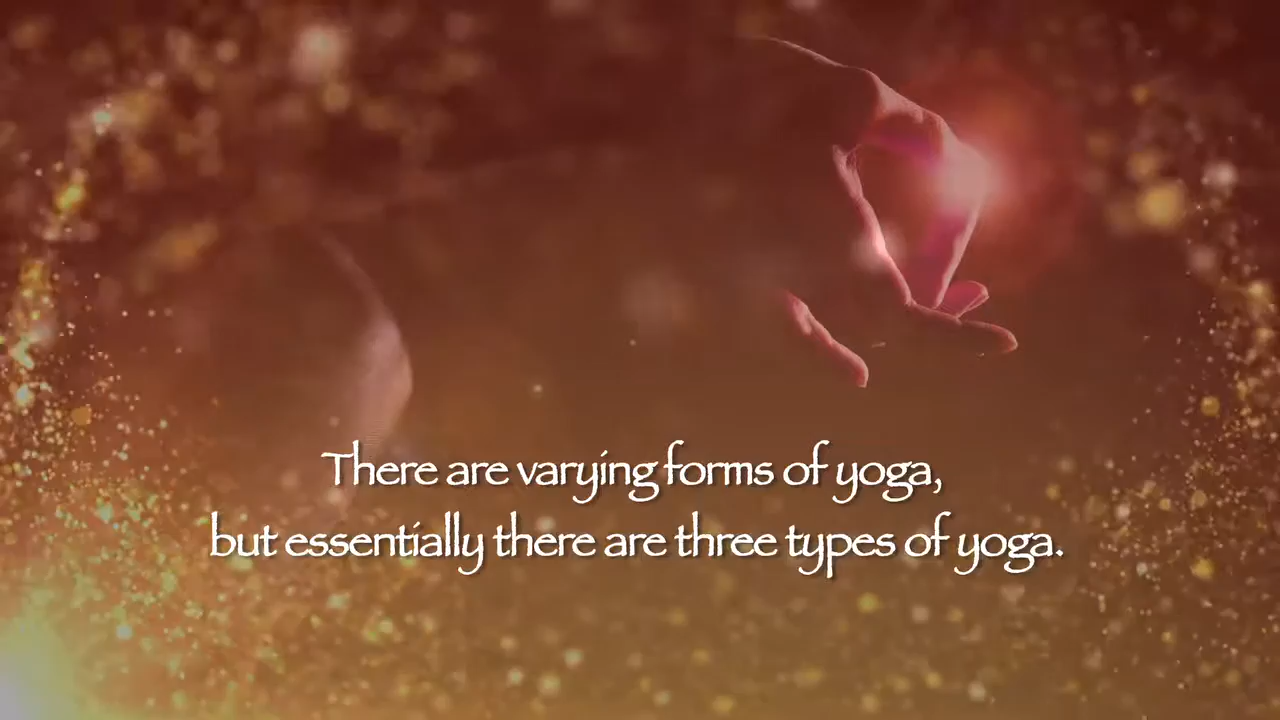 There are varying forms of yoga,
but essentially there are three types of yoga.